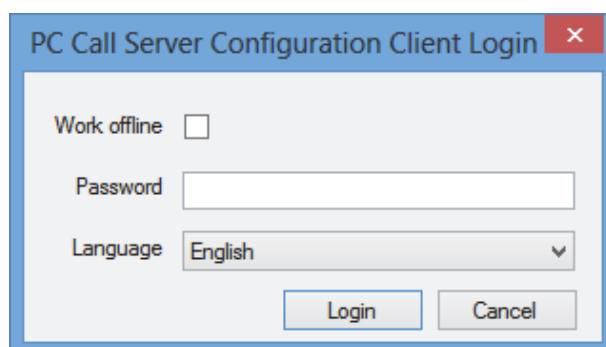 PC Call Server Configuration Client Login
Work offline
Password
Language English
Login Cancel